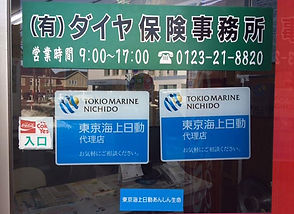 (有)ダイヤ保険事務所
営業時間 9:00〜17:00 ☎0123-21-8820
TOKIO MARINE
NICHIDO
東京海上日動
代理店
お気軽にご相談ください。
TOKIO MARINE
NICHIDO
東京海上日動
代理店
お気軽にご相談ください。
入口
東京海上日動あんしん生命